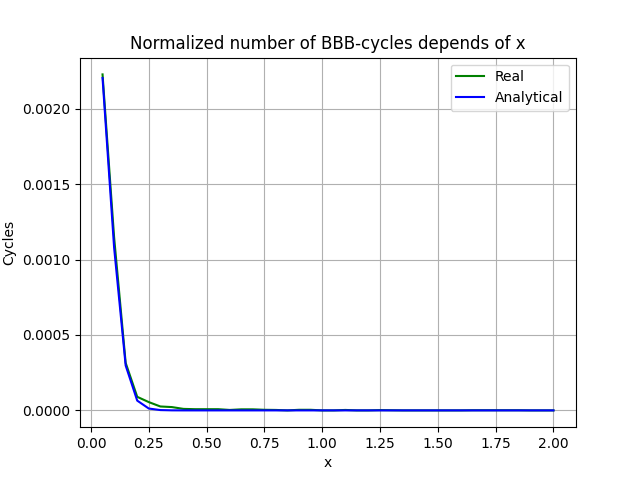 Normalized number of BBB-cycles depends of x
Real
Analytical
Cycles
0.0020
0.0015
0.0010
0.0005
0.0000
0.00 0.25 0.50 0.75 1.00 1.25 1.50 1.75 2.00
x